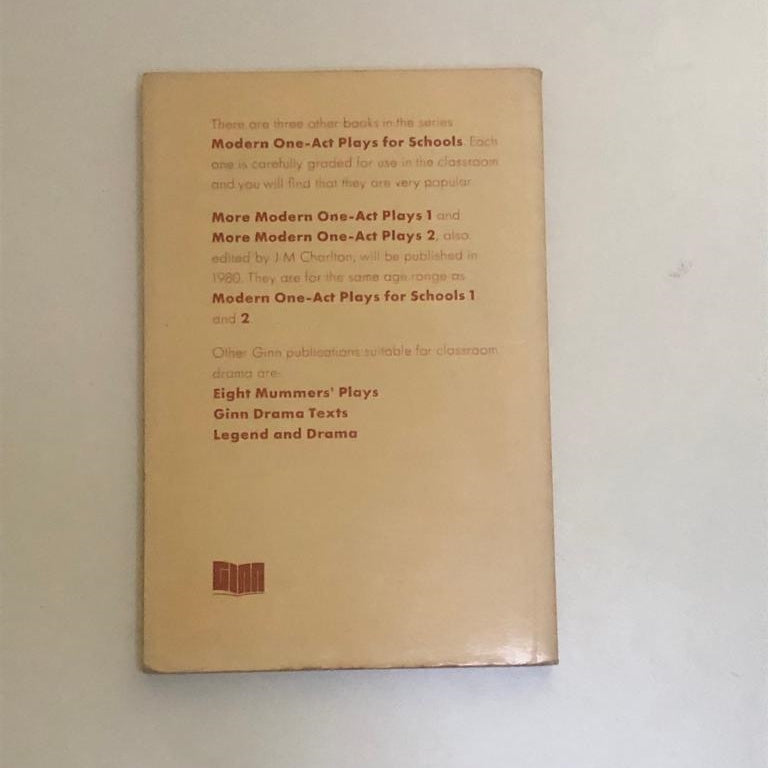 There are three other books in the series
Modern One-Act Plays for Schools. Each
one is carefully graded for use in the classroom
and you will find that they are very popular.
More Modern One-Act Plays 1 and
More Modern One-Act Plays 2, also
edited by J M Charlton, will be published in
1980. They are for the same age range as
Modern One-Act Plays for Schools 1
and 2.
Other Ginn publications suitable for classroom
drama are:
Eight Mummers' Plays
Ginn Drama Texts
Legend and Drama
Ginn